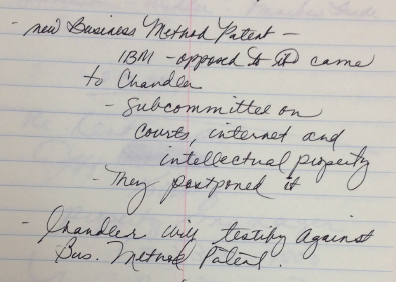 - new Business Method Patent -
IBM - opposed to it came
to Chandler
- Subcommittee on
courts, internet and
intellectual property
- They postponed it
- Chandler will testify against
Bus. Method Patent.